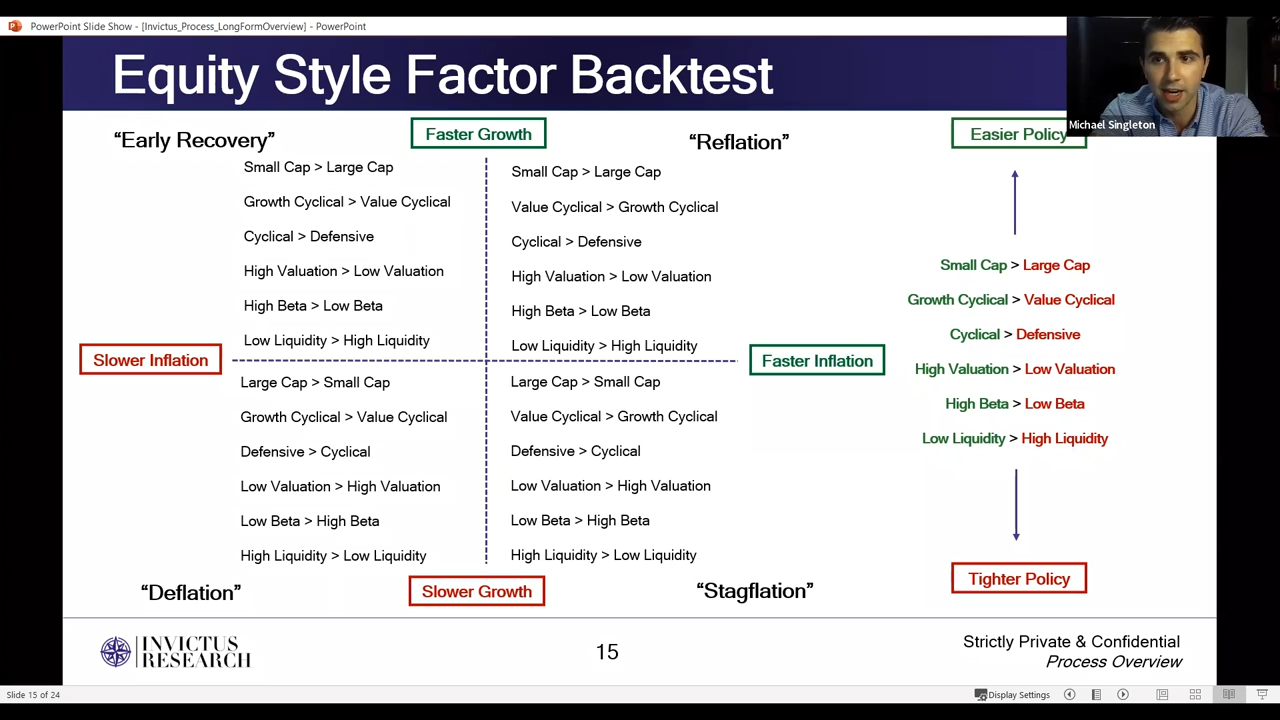 PowerPoint Slide Show - [Invictus_Process_LongFormOverview] - PowerPoint
Equity Style Factor Backtest
Michael Singleton
“Early Recovery”
Faster Growth
“Reflation”
Easier Policy
Small Cap > Large Cap
Growth Cyclical > Value Cyclical
Cyclical > Defensive
High Valuation > Low Valuation
High Beta > Low Beta
Low Liquidity > High Liquidity
Small Cap > Large Cap
Value Cyclical > Growth Cyclical
Cyclical > Defensive
High Valuation > Low Valuation
High Beta > Low Beta
Low Liquidity > High Liquidity
Slower Inflation
Faster Inflation
Large Cap > Small Cap
Growth Cyclical > Value Cyclical
Defensive > Cyclical
Low Valuation > High Valuation
Low Beta > High Beta
High Liquidity > Low Liquidity
Large Cap > Small Cap
Value Cyclical > Growth Cyclical
Defensive > Cyclical
Low Valuation > High Valuation
Low Beta > High Beta
High Liquidity > Low Liquidity
Small Cap > Large Cap
Growth Cyclical > Value Cyclical
Cyclical > Defensive
High Valuation > Low Valuation
High Beta > Low Beta
Low Liquidity > High Liquidity
“Deflation”
Slower Growth
“Stagflation”
Tighter Policy
INVICTUS
RESEARCH
15
Strictly Private & Confidential
Process Overview
Slide 15 of 24
Display Settings